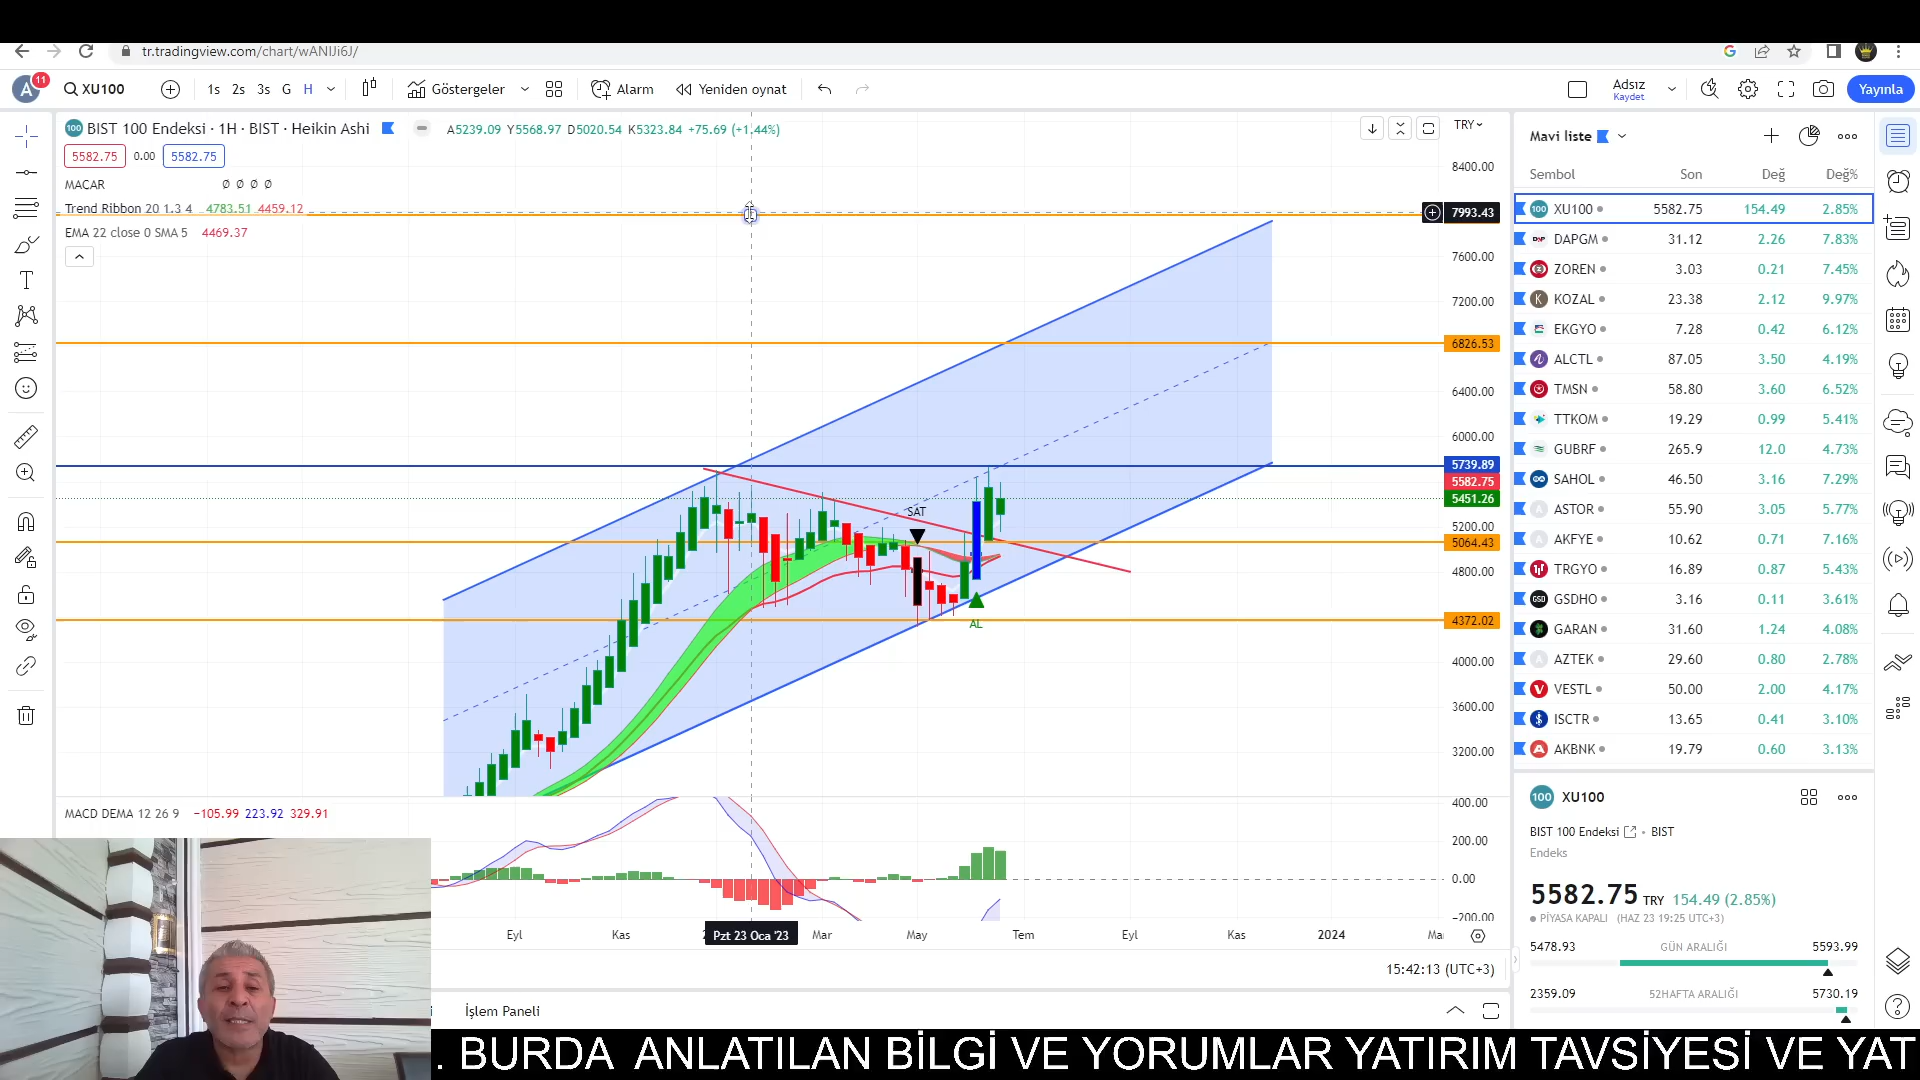 tr.tradingview.com/chart/wANIJi6J/
A 11 XU100 1s 2s 3s G H Göstergeler Alarm Yeniden oynat Adsız Kaydet Yayınla
BIST 100 Endeksi · 1H · BIST · Heikin Ashi A5239.09 Y5568.97 D5020.54 K5323.84 +75.69 (+1.44%)
5582.75 0.00 5582.75
MACAR Ø Ø Ø Ø
Trend Ribbon 20 1.3 4 4783.51 4459.12
EMA 22 close 0 SMA 5 4469.37
TRY
8400.00
7993.43
7600.00
7200.00
6826.53
6400.00
6000.00
5739.89
5582.75
5451.26
5200.00
5064.43
4800.00
4372.02
4000.00
3600.00
3200.00
SAT
AL
MACD DEMA 12 26 9 −105.99 223.92 329.91
400.00
200.00
0.00
−200.00
Eyl Kas Pzt 23 Oca '23 Mar May Tem Eyl Kas 2024
15:42:13 (UTC+3)
İşlem Paneli
Mavi liste
Sembol Son Değ Değ%
XU100 5582.75 154.49 2.85%
DAPGM 31.12 2.26 7.83%
ZOREN 3.03 0.21 7.45%
KOZAL 23.38 2.12 9.97%
EKGYO 7.28 0.42 6.12%
ALCTL 87.05 3.50 4.19%
TMSN 58.80 3.60 6.52%
TTKOM 19.29 0.99 5.41%
GUBRF 265.9 12.0 4.73%
SAHOL 46.50 3.16 7.29%
ASTOR 55.90 3.05 5.77%
AKFYE 10.62 0.71 7.16%
TRGYO 16.89 0.87 5.43%
GSDHO 3.16 0.11 3.61%
GARAN 31.60 1.24 4.08%
AZTEK 29.60 0.80 2.78%
VESTL 50.00 2.00 4.17%
ISCTR 13.65 0.41 3.10%
AKBNK 19.79 0.60 3.13%
100 XU100
BIST 100 Endeksi • BIST
Endeks
5582.75 TRY 154.49 (2.85%)
PİYASA KAPALI (HAZ 23 19:25 UTC+3)
5478.93 GÜN ARALIĞI 5593.99
2359.09 52HAFTA ARALIĞI 5730.19
. BURDA ANLATILAN BİLGİ VE YORUMLAR YATIRIM TAVSİYESİ VE YAT